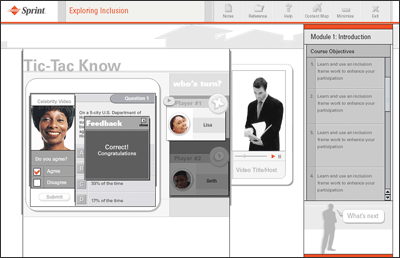 Sprint
Exploring Inclusion
Notes
Reference
Help
Content Map
Minimize
Exit
Tic-Tac Know
Module 1: Introduction
Course Objectives
1. Learn and use an inclusion
frame work to enhance your
participation
2. Learn and use an inclusion
frame work to enhance your
participation
3. Learn and use an inclusion
frame work to enhance your
participation
4. Learn and use an inclusion
frame work to enhance your
participation
who's turn?
Player #1
Lisa
Player #2
Seth
Celebrity Video
Question 1
On a 5-city U.S. Department of
Feedback
Correct!
Congratulations
Do you agree?
Agree
Disagree
Submit
A
C
53% of the time
D
11% of the time
Video Title/Host
What's next